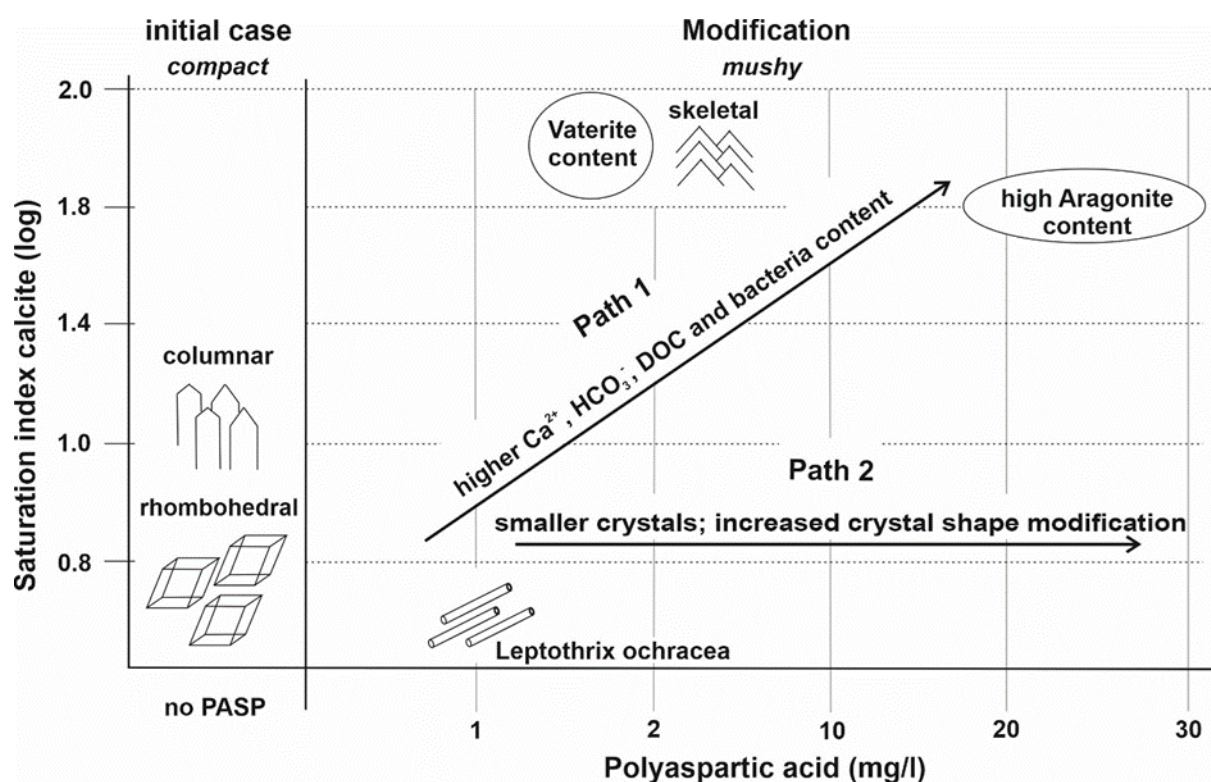 initial case
compact
Modification
mushy
Saturation index calcite (log)
2.0
1.8
1.4
1.0
0.8
columnar
rhombohedral
no PASP
Vaterite
content
skeletal
high Aragonite
content
Path 1
higher Ca²⁺, HCO₃⁻, DOC and bacteria content
Path 2
smaller crystals; increased crystal shape modification
Leptothrix ochracea
1 2 10 20 30
Polyaspartic acid (mg/l)